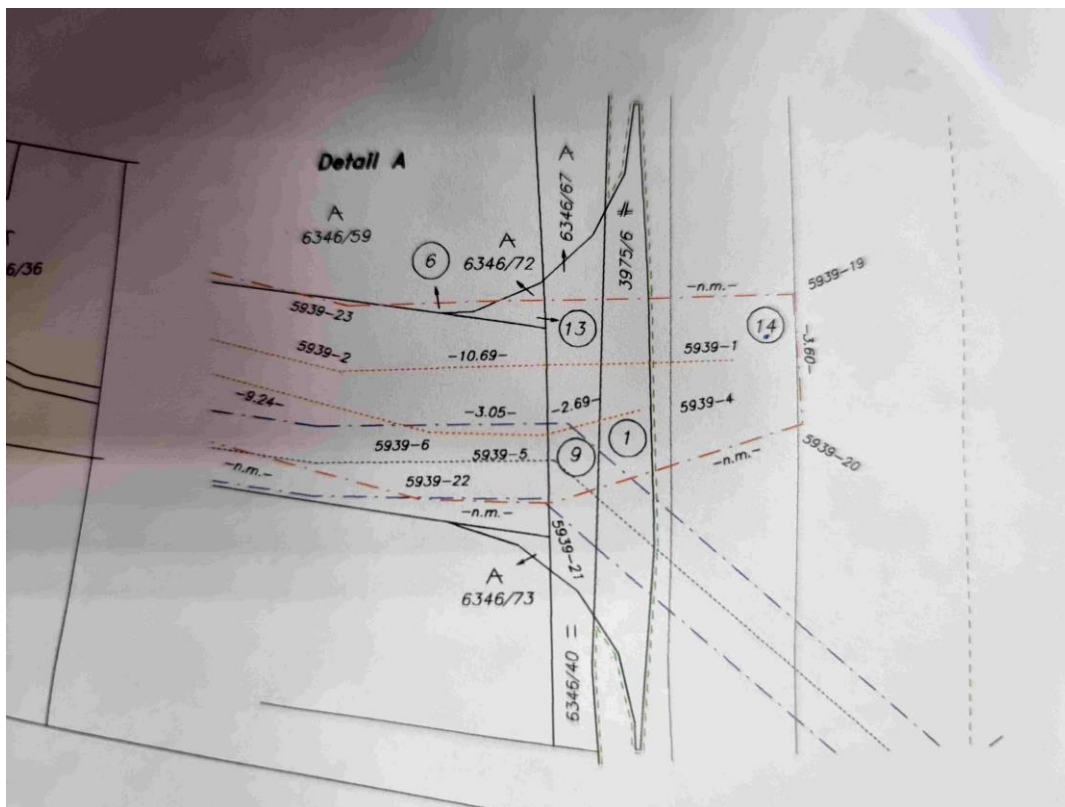 Detail A
A
6346/59
6
A
6346/72
6346/67 A
3975/6 #
6/36
5939-23
5939-2
-10.69-
13
5939-1
-n.m.-
14
5939-19
-3.60-
-9.24-
-3.05-
-2.69-
5939-4
5939-6
5939-5
9
1
-n.m.-
5939-20
-n.m.-
5939-22
-n.m.-
5939-21
A
6346/73
6346/40 =